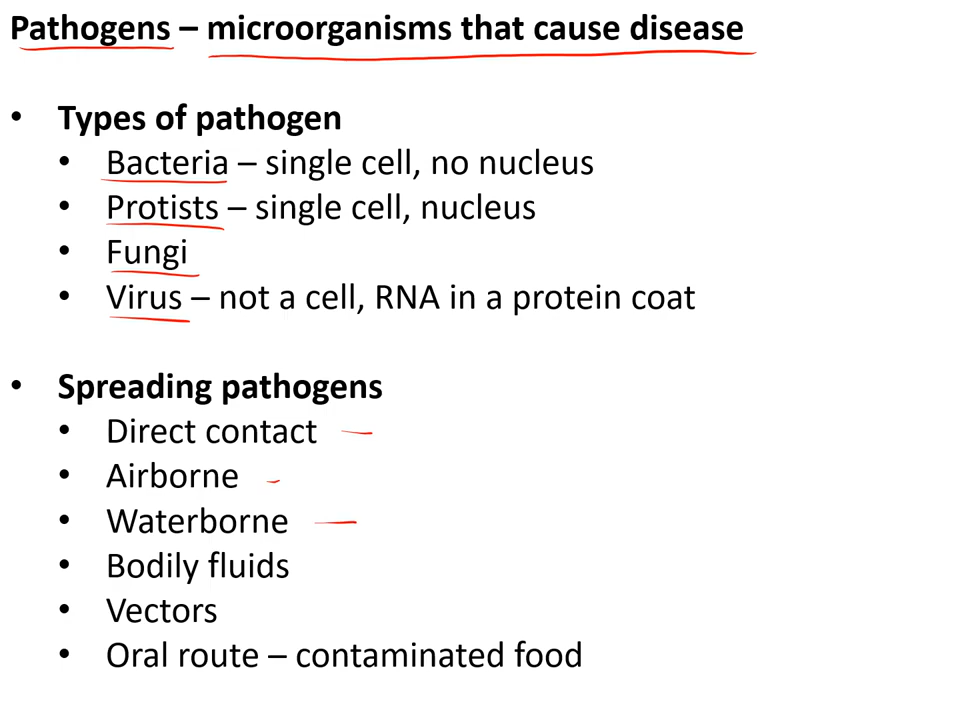 Pathogens – microorganisms that cause disease
• Types of pathogen
• Bacteria – single cell, no nucleus
• Protists – single cell, nucleus
• Fungi
• Virus – not a cell, RNA in a protein coat
• Spreading pathogens
• Direct contact
• Airborne
• Waterborne
• Bodily fluids
• Vectors
• Oral route – contaminated food